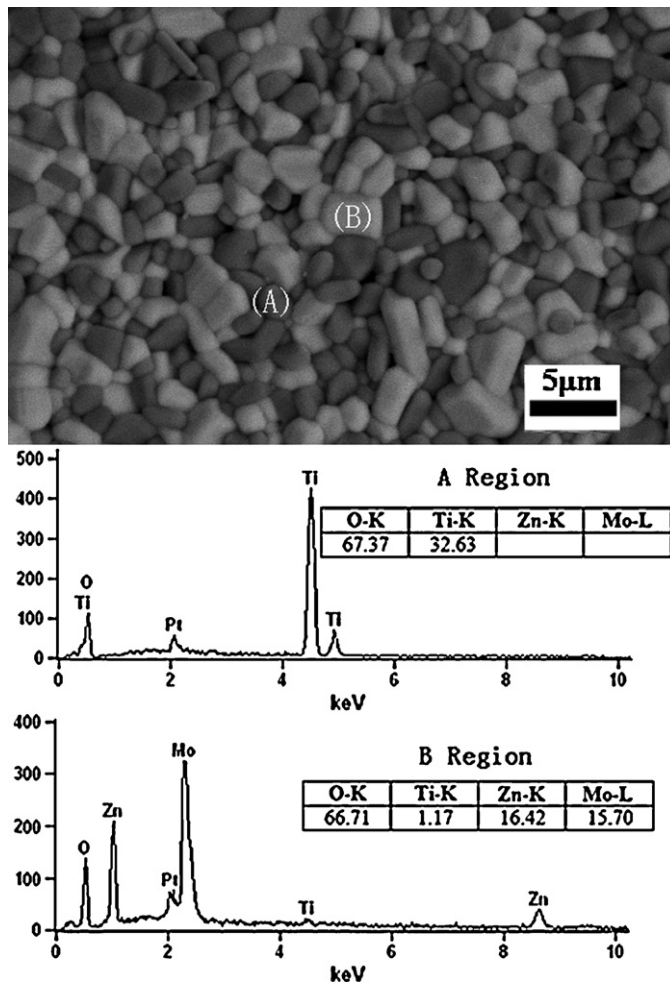 (B)
(A)
5μm
500
400
300
200
100
0
Ti
A Region
O-K Ti-K Zn-K Mo-L
67.37 32.63
O
Ti
Pt
Ti
0 2 4 6 8 10
keV
400
300
200
100
0
Mo
B Region
O-K Ti-K Zn-K Mo-L
66.71 1.17 16.42 15.70
Zn
O
Pt
Ti
Zn
0 2 4 6 8 10
keV